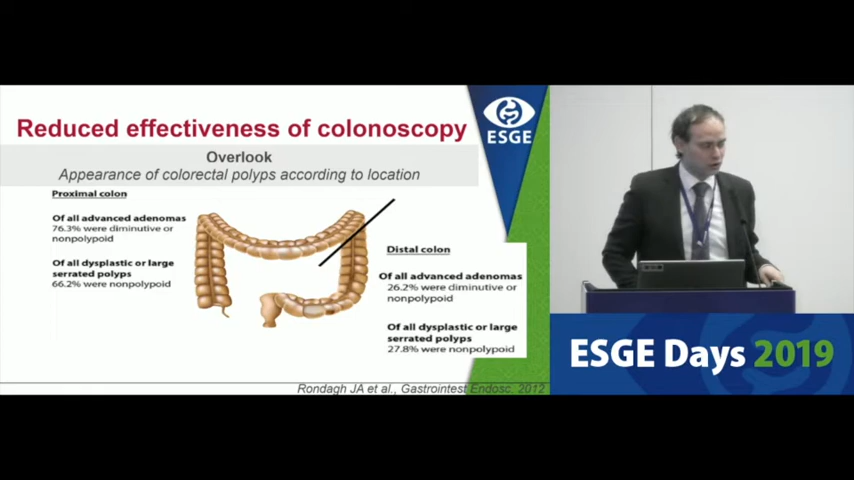 Reduced effectiveness of colonoscopy
ESGE
Overlook
Appearance of colorectal polyps according to location
Proximal colon
Of all advanced adenomas
76.3% were diminutive or
nonpolypoid
Of all dysplastic or large
serrated polyps
66.2% were nonpolypoid
Distal colon
Of all advanced adenomas
26.2% were diminutive or
nonpolypoid
Of all dysplastic or large
serrated polyps
27.8% were nonpolypoid
Rondagh JA et al., Gastrointest Endosc. 2012
ESGE Days 2019